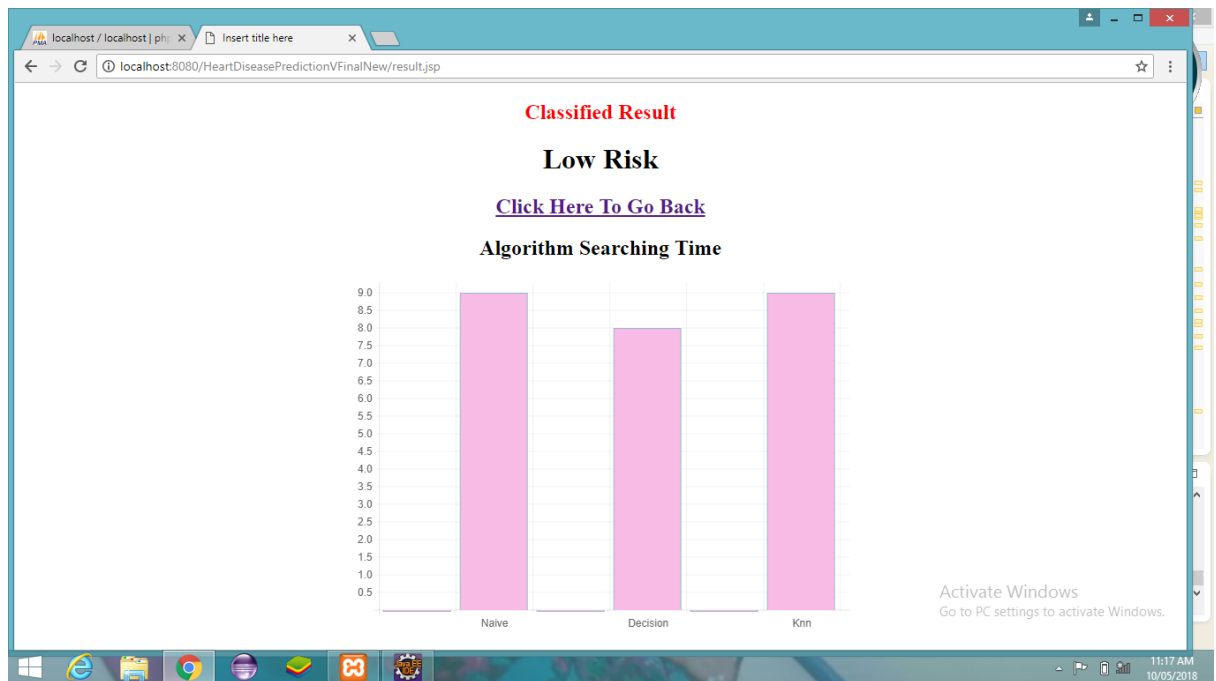 localhost / localhost | ph
Insert title here
localhost:8080/HeartDiseasePredictionVFinalNew/result.jsp
Classified Result
Low Risk
Click Here To Go Back
Algorithm Searching Time
9.0
8.5
8.0
7.5
7.0
6.5
6.0
5.5
5.0
4.5
4.0
3.5
3.0
2.5
2.0
1.5
1.0
0.5
Naive Decision Knn
Activate Windows
Go to PC settings to activate Windows.
11:17 AM
10/05/2018